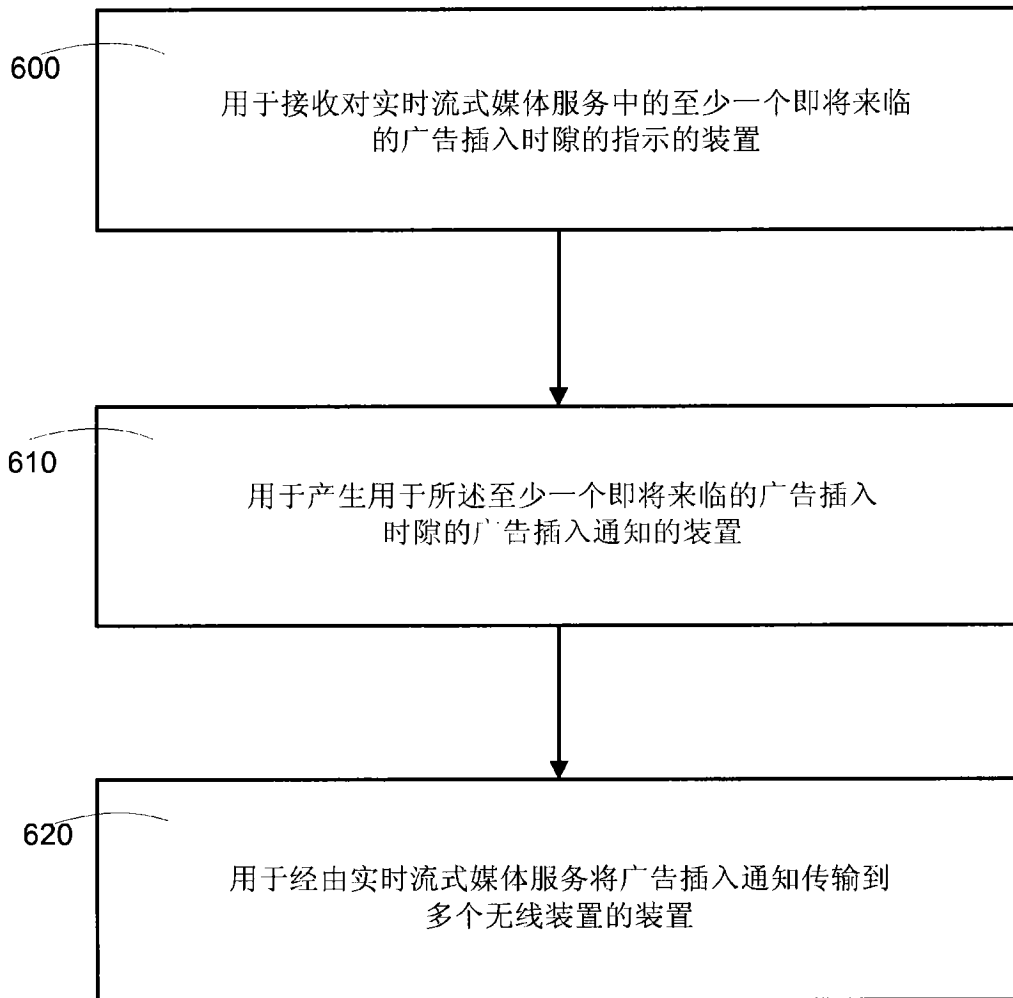 600
用于接收对实时流式媒体服务中的至少一个即将来临
的广告插入时隙的指示的装置
610
用于产生用于所述至少一个即将来临的广告插入
时隙的广告插入通知的装置
620
用于经由实时流式媒体服务将广告插入通知传输到
多个无线装置的装置